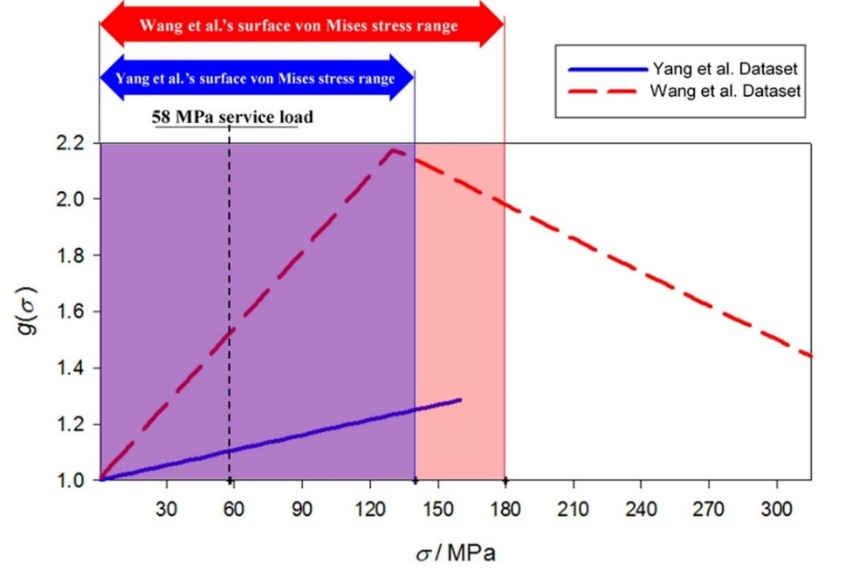 Wang et al.'s surface von Mises stress range
Yang et al.'s surface von Mises stress range
58 MPa service load
Yang et al. Dataset
Wang et al. Dataset
2.2
2.0
1.8
1.6
1.4
1.2
1.0
g(σ)
30 60 90 120 150 180 210 240 270 300
σ / MPa